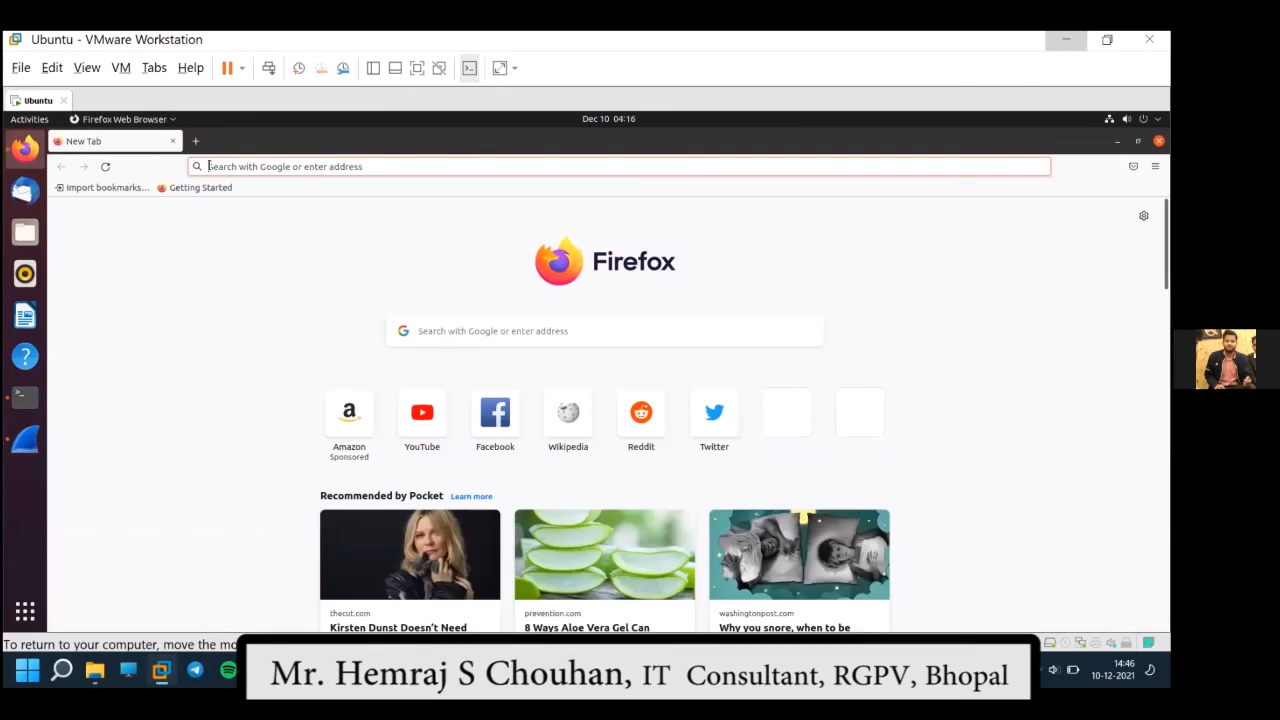 Ubuntu - VMware Workstation
File Edit View VM Tabs Help
Ubuntu
Activities Firefox Web Browser Dec 10 04:16
New Tab
Search with Google or enter address
Import bookmarks... Getting Started
Firefox
Search with Google or enter address
a
Amazon YouTube Facebook Wikipedia Reddit Twitter
Sponsored
Recommended by Pocket Learn more
thecut.com prevention.com washingtonpost.com
Kirsten Dunst Doesn't Need 8 Ways Aloe Vera Gel Can Why you snore, when to be
To return to your computer, move the mo
14:46
10-12-2021
Mr. Hemraj S Chouhan, IT Consultant, RGPV, Bhopal